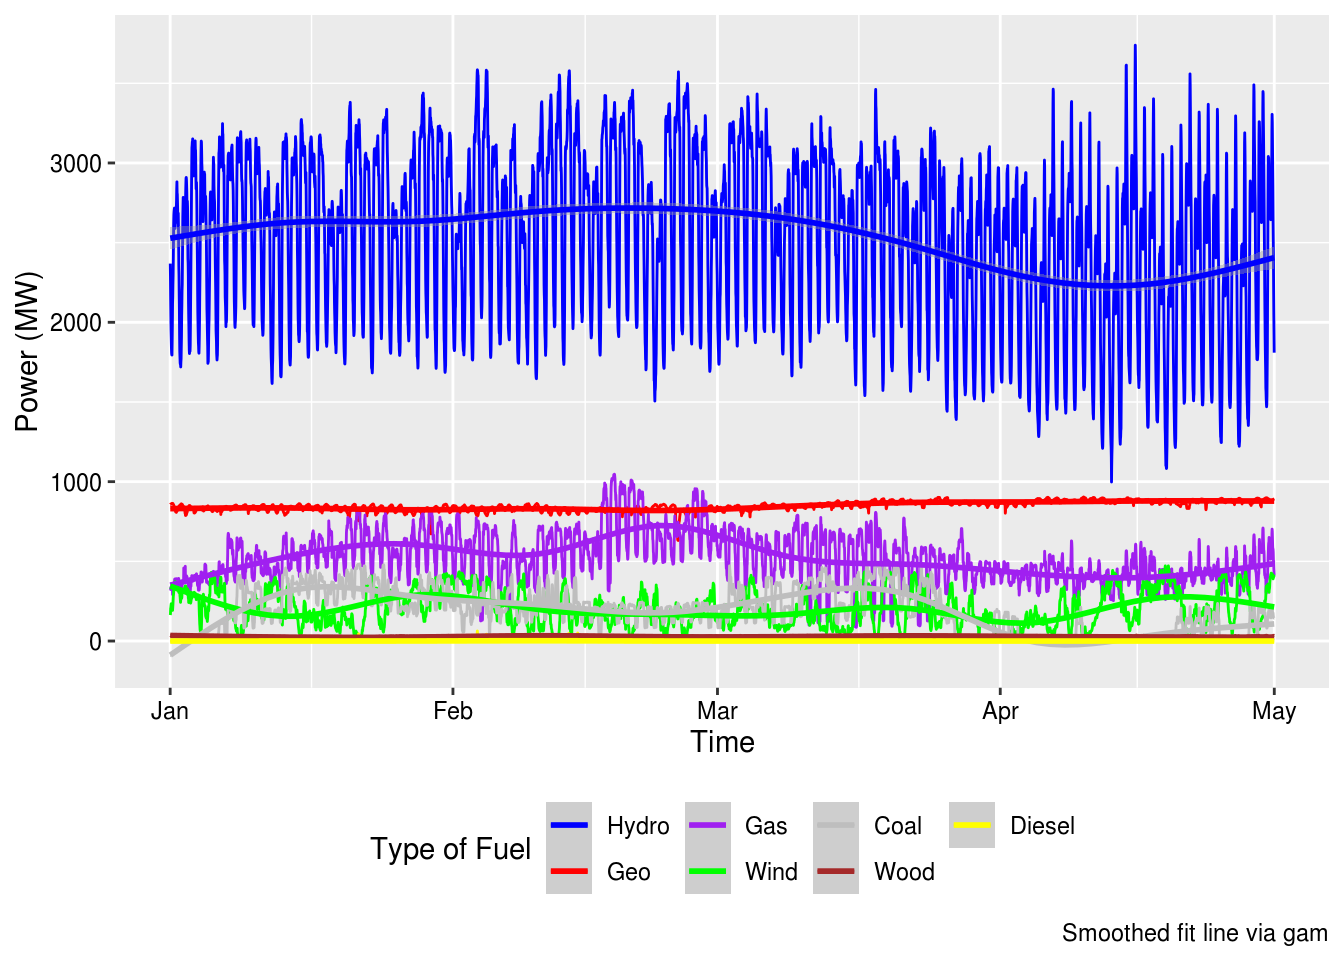 Power (MW)
3000
2000
1000
0
Jan Feb Mar Apr May
Time
Type of Fuel
Hydro Gas Coal Diesel
Geo Wind Wood
Smoothed fit line via gam